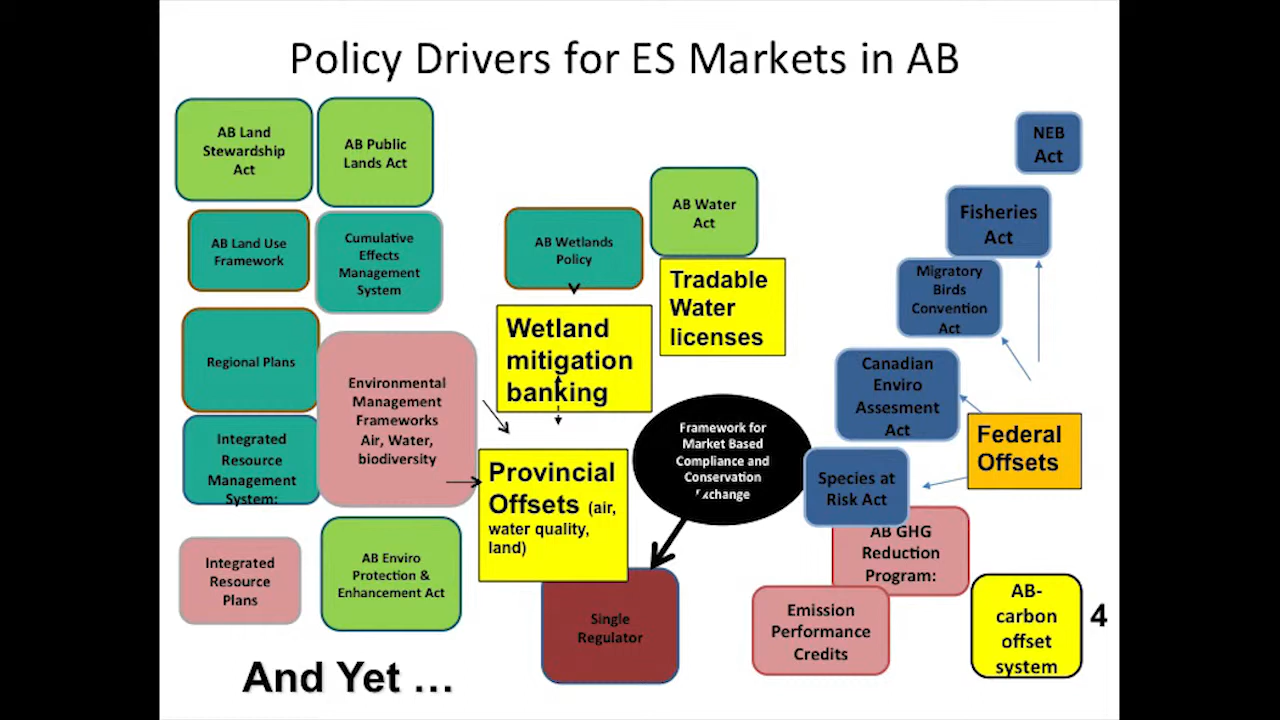 Policy Drivers for ES Markets in AB
AB Land
Stewardship
Act
AB Public
Lands Act
NEB
Act
AB Water
Act
Fisheries
Act
AB Land Use
Framework
Cumulative
Effects
Management
System
AB Wetlands
Policy
Tradable
Water
licenses
Migratory
Birds
Convention
Act
Regional Plans
Wetland
mitigation
banking
Environmental
Management
Frameworks
Air, Water,
biodiversity
Canadian
Enviro
Assesment
Act
Integrated
Resource
Management
System:
Framework for
Market Based
Compliance and
Conservation
Exchange
Federal
Offsets
Provincial
Offsets (air,
water quality,
land)
Species at
Risk Act
AB GHG
Reduction
Program:
Integrated
Resource
Plans
AB Enviro
Protection &
Enhancement Act
Single
Regulator
Emission
Performance
Credits
AB-
carbon
offset
system
4
And Yet …